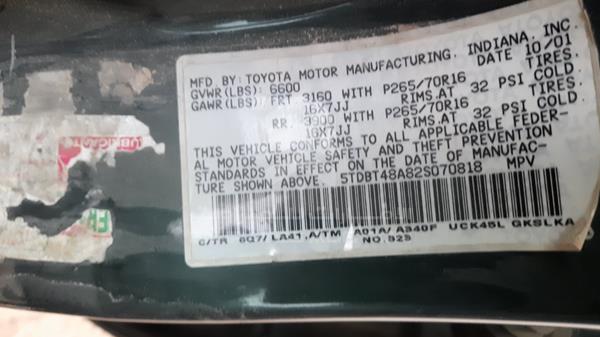 MFD. BY: TOYOTA MOTOR MANUFACTURING, INDIANA, INC.
GVWR(LBS): 6600 DATE 10/01
GAWR(LBS): FRT 3160 WITH P265/70R16 TIRES.
16X7JJ RIMS.AT 32 PSI COLD
RR. 3900 WITH P265/70R16 TIRES.
16X7JJ RIMS.AT 32 PSI COLD
THIS VEHICLE CONFORMS TO ALL APPLICABLE FEDER-
AL MOTOR VEHICLE SAFETY AND THEFT PREVENTION
STANDARDS IN EFFECT ON THE DATE OF MANUFAC-
TURE SHOWN ABOVE. 5TDBT48A82S070818 MPV
C/TR 6Q7/LA41,A/TM A01A/A340F UCK48L GKSLKA
NO.925